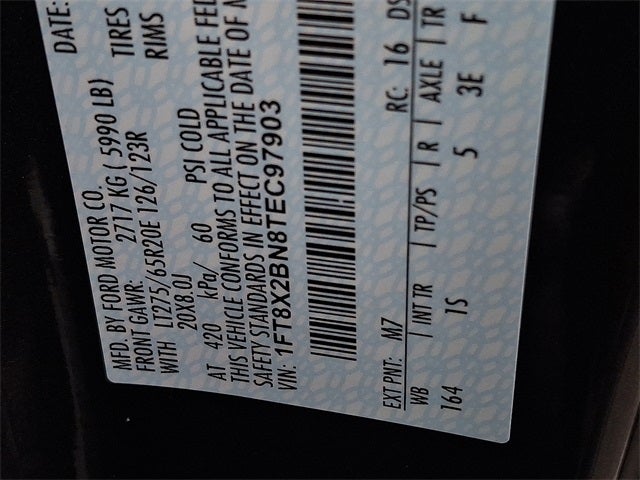 MFD. BY FORD MOTOR CO. DATE:
FRONT GAWR: 2717 KG ( 5990 LB) TIRES
WITH LT275/65R20E 126/123R RIMS
20X8.0J
AT 420 kPa/ 60 PSI COLD
THIS VEHICLE CONFORMS TO ALL APPLICABLE FED
SAFETY STANDARDS IN EFFECT ON THE DATE OF M
VIN: 1FT8X2BN8TEC97903
EXT PNT: M7 RC: 16 DS
WB | INT TR | TP/PS | R | AXLE | TR
164 1S 5 3E F